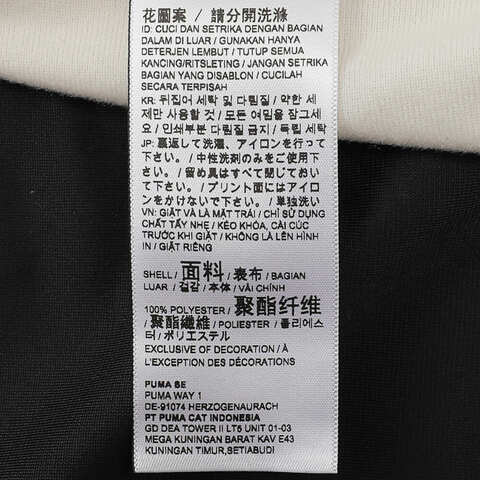 花圖案 / 請分開洗滌
ID: CUCI DAN SETRIKA DENGAN BAGIAN
DALAM DI LUAR / GUNAKAN HANYA
DETERJEN LEMBUT / TUTUP SEMUA
KANCING/RITSLETING / JANGAN SETRIKA
BAGIAN YANG DISABLON / CUCILAH
SECARA TERPISAH
KR: 뒤집어 세탁 및 다림질 / 약한 세
제만 사용할 것 / 모든 여밈을 잠그세
요 / 인쇄부분 다림질 금지 / 독립 세탁
JP: 裏返して洗濯、アイロンを行って
下さい。 / 中性洗剤のみをご使用下
さい。 / 留め具はすべて閉じておい
て下さい。 / プリント面にはアイロ
ンをかけないで下さい。 / 単独洗い
VN: GIẶT VÀ LÀ MẶT TRÁI / CHỈ SỬ DỤNG
CHẤT TẨY NHẸ / KÉO KHÓA, CÀI CÚC
TRƯỚC KHI GIẶT / KHÔNG LÀ LÊN HÌNH
IN / GIẶT RIÊNG
SHELL / 面料 / 表布 / BAGIAN
LUAR / 겉감 / 本体 / VẢI CHÍNH
100% POLYESTER / 聚酯纤维
/ 聚酯纖維 / POLIESTER / 폴리에스
터 / ポリエステル
EXCLUSIVE OF DECORATION / À
L'EXCEPTION DES DÉCORATIONS
PUMA SE
PUMA WAY 1
DE-91074 HERZOGENAURACH
PT PUMA CAT INDONESIA
GD DEA TOWER II LT5 UNIT 01-03
MEGA KUNINGAN BARAT KAV E43
KUNINGAN TIMUR, SETIABUDI